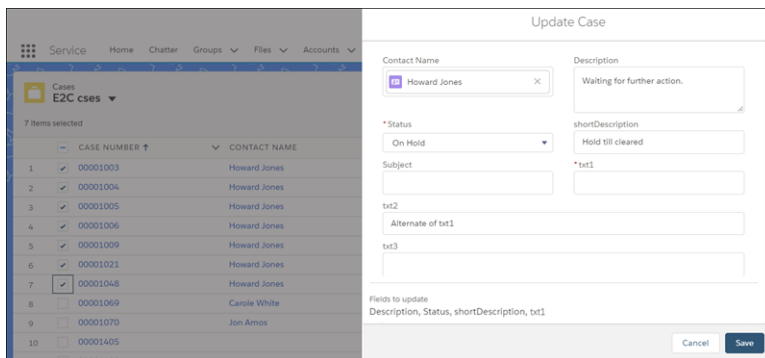 Update Case
Service Home Chatter Groups Files Accounts
Cases
E2C cses
7 Items selected
CASE NUMBER CONTACT NAME
1 00001003 Howard Jones
2 00001004 Howard Jones
3 00001005 Howard Jones
4 00001006 Howard Jones
5 00001009 Howard Jones
6 00001021 Howard Jones
7 00001048 Howard Jones
8 00001069 Carole White
9 00001070 Jon Amos
10 00001405
Contact Name
Howard Jones
Description
Waiting for further action.
*Status
On Hold
shortDescription
Hold till cleared
Subject
*txt1
txt2
Alternate of txt1
txt3
Fields to update
Description, Status, shortDescription, txt1
Cancel Save